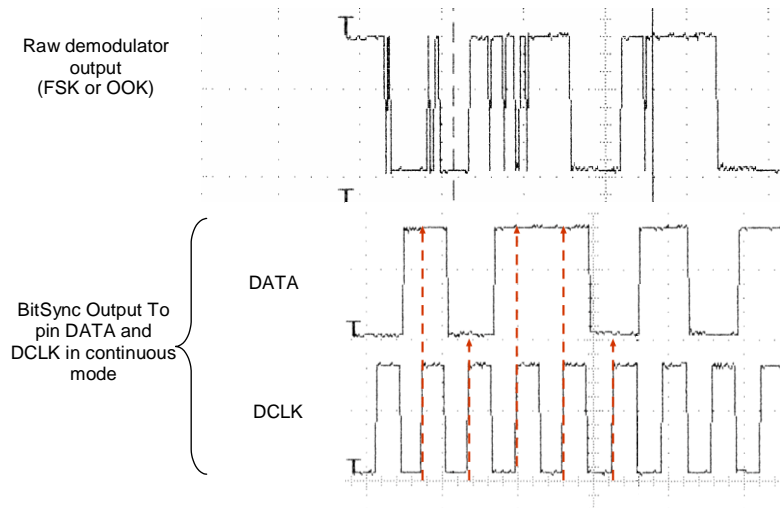 Raw demodulator
output
(FSK or OOK)
DATA
BitSync Output To
pin DATA and
DCLK in continuous
mode
DCLK